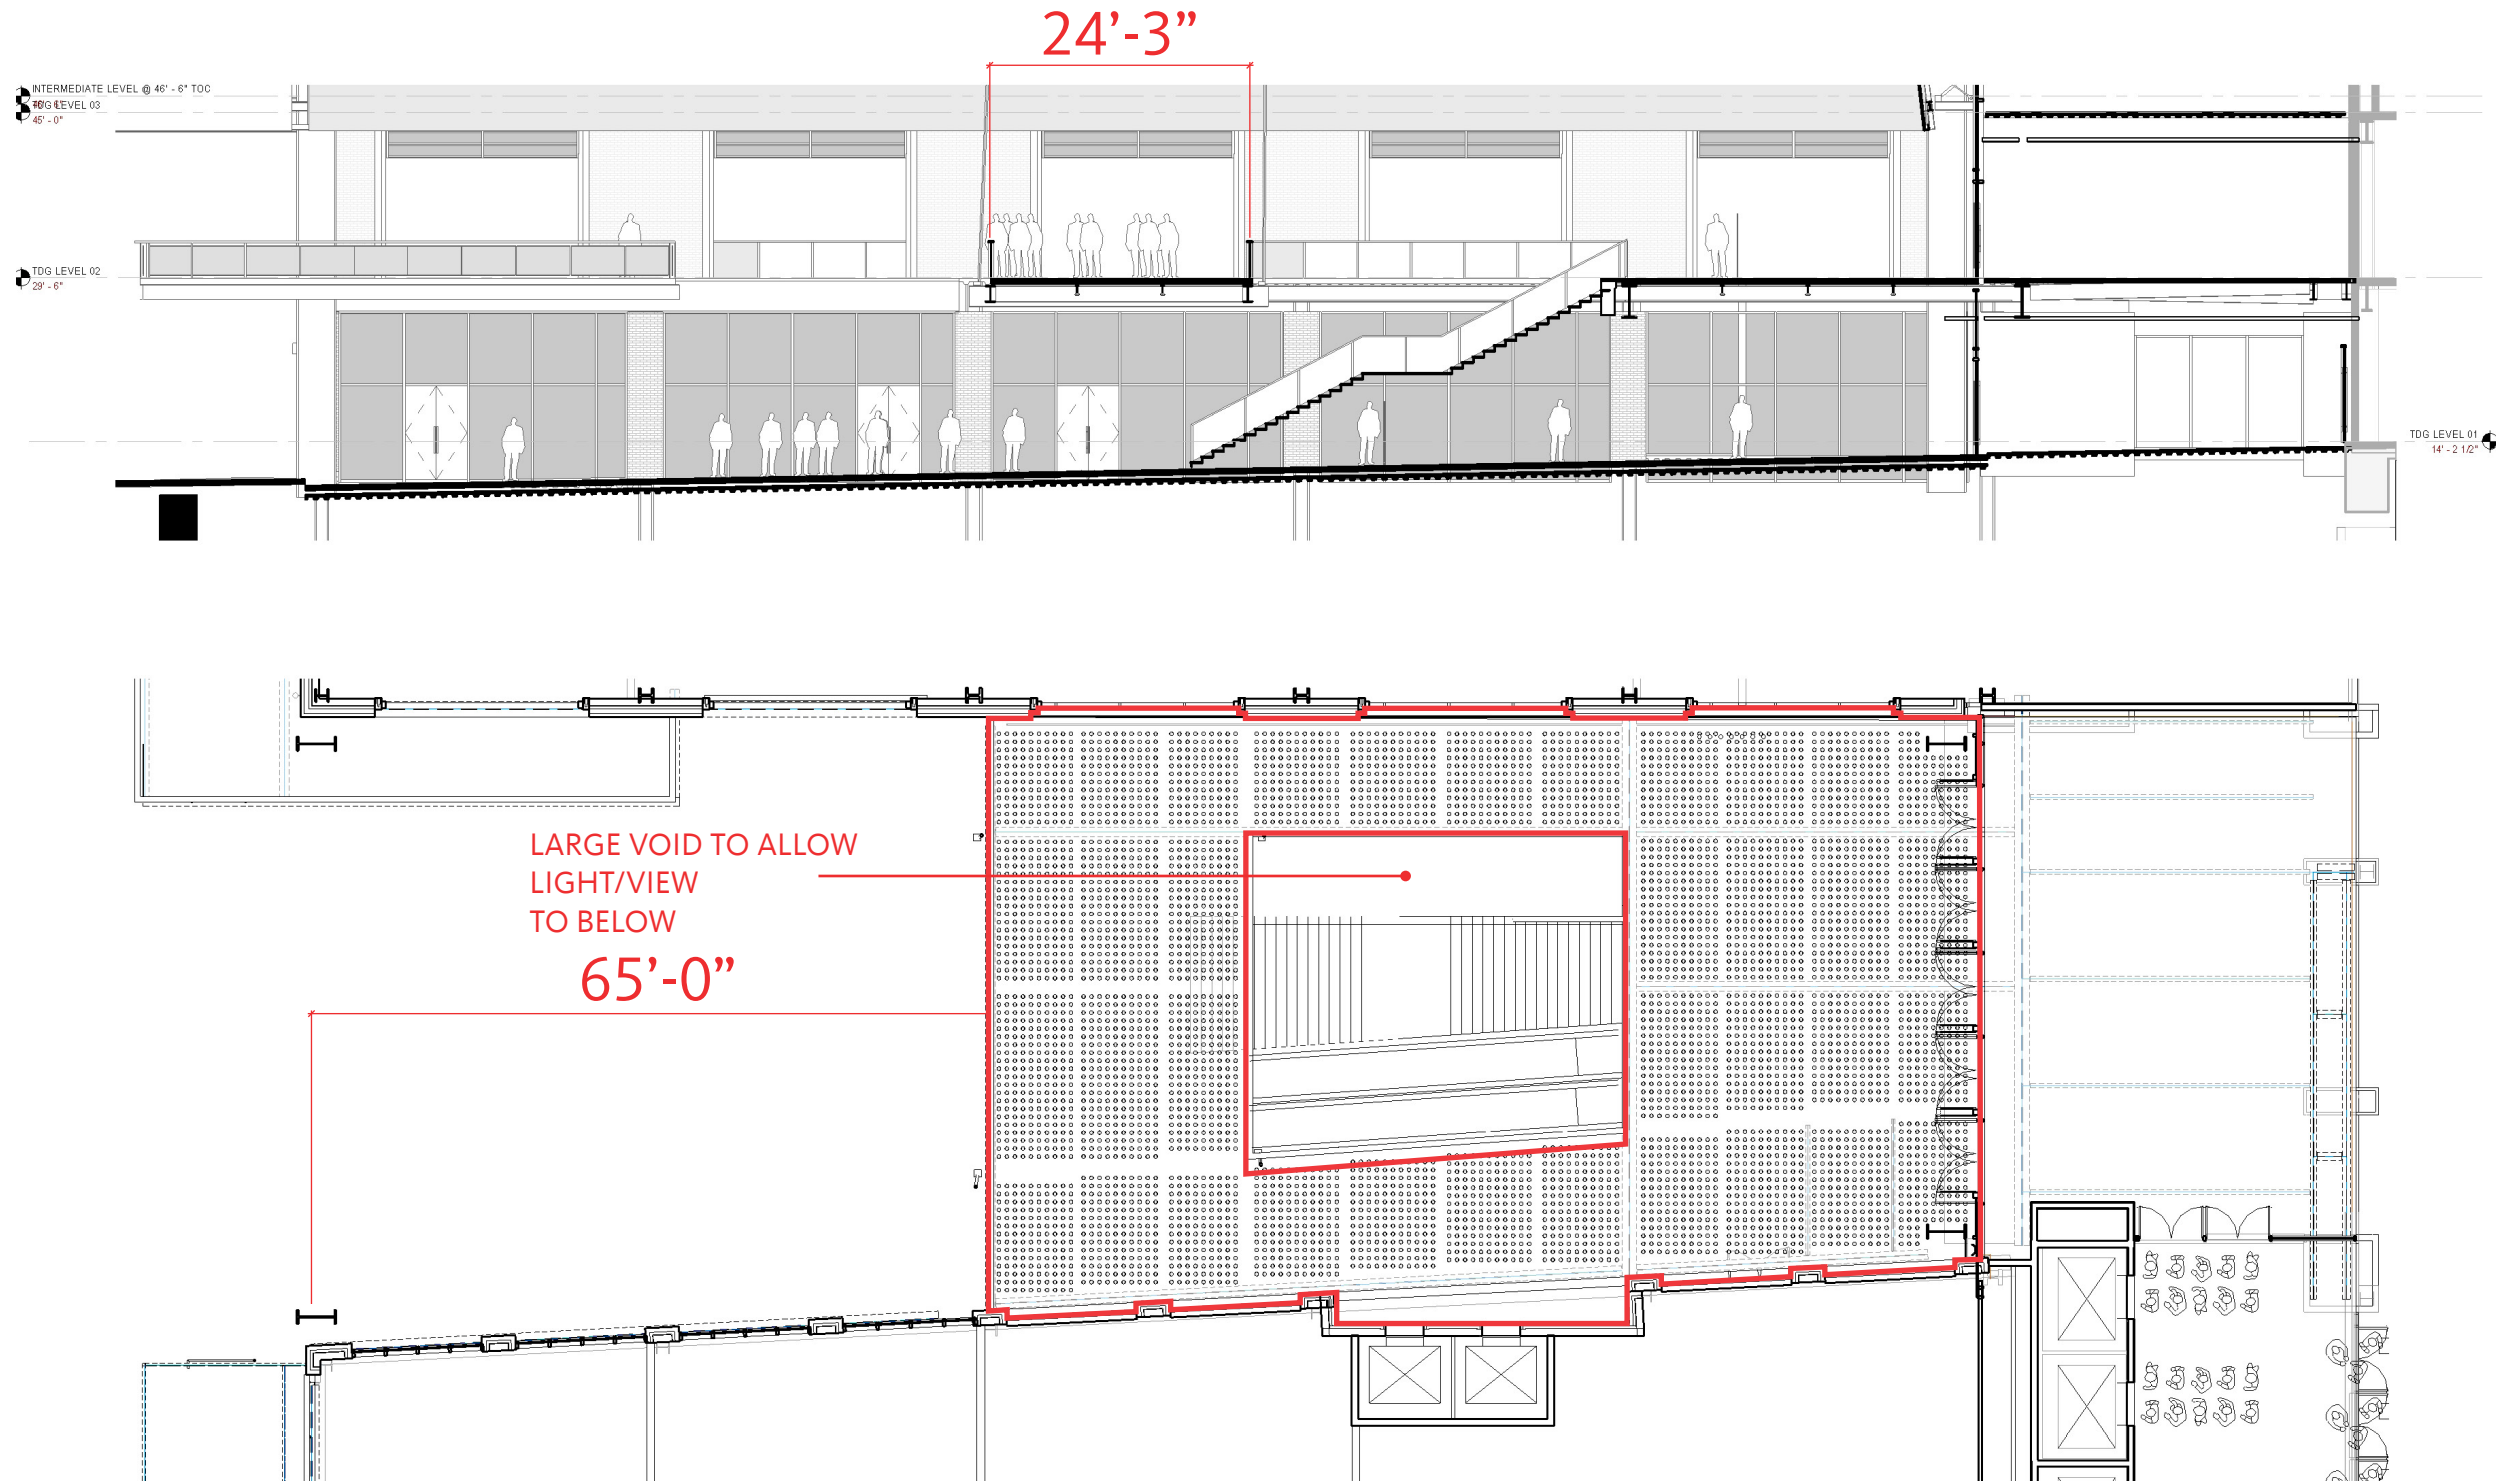 24’-3”
INTERMEDIATE LEVEL @ 46' - 6" TOC
TDG LEVEL 03
45' - 0"
TDG LEVEL 02
29' - 6"
TDG LEVEL 01
14' - 2 1/2"
LARGE VOID TO ALLOW
LIGHT/VIEW
TO BELOW
65’-0”